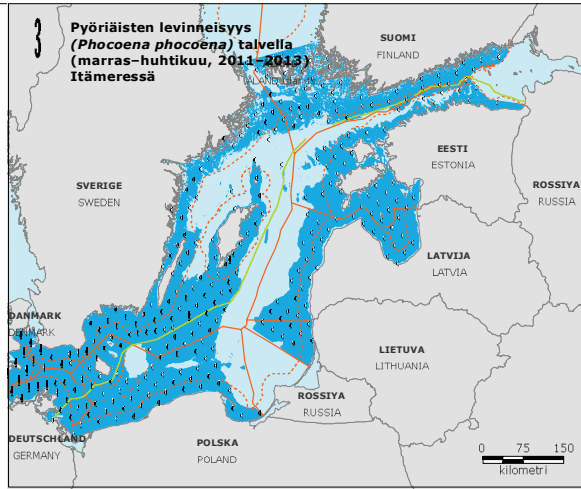 3
Pyöriäisten levinneisyys
(Phocoena phocoena) talvella
(marras–huhtikuu, 2011–2013)
Itämeressä
SUOMI
FINLAND
EESTI
ESTONIA
SVERIGE
SWEDEN
ROSSIYA
RUSSIA
LATVIJA
LATVIA
DANMARK
DENMARK
LIETUVA
LITHUANIA
ROSSIYA
RUSSIA
DEUTSCHLAND
GERMANY
POLSKA
POLAND
0 75 150
kilometri